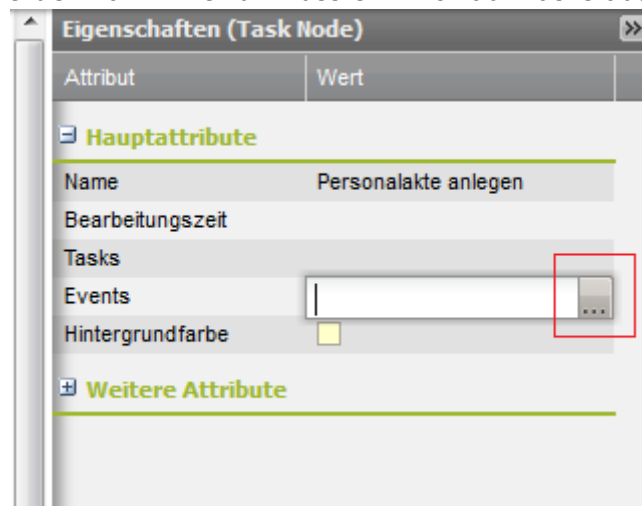 Eigenschaften (Task Node)
Attribut Wert
Hauptattribute
Name Personalakte anlegen
Bearbeitungszeit
Tasks
Events ...
Hintergrundfarbe
Weitere Attribute